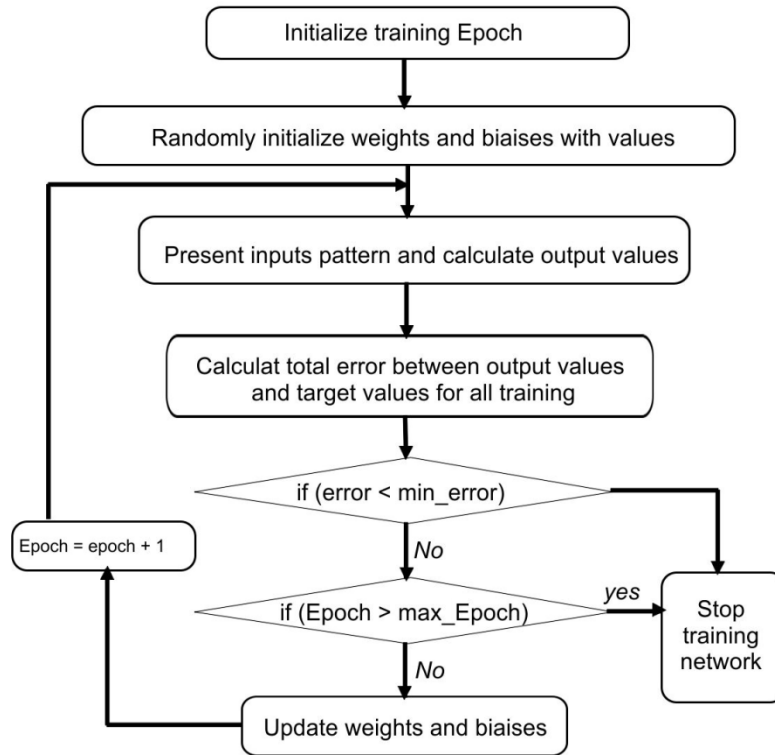 Initialize training Epoch
Randomly initialize weights and biaises with values
Present inputs pattern and calculate output values
Calculat total error between output values
and target values for all training
if (error < min_error)
Epoch = epoch + 1
No
if (Epoch > max_Epoch)
yes
Stop
training
network
No
Update weights and biaises